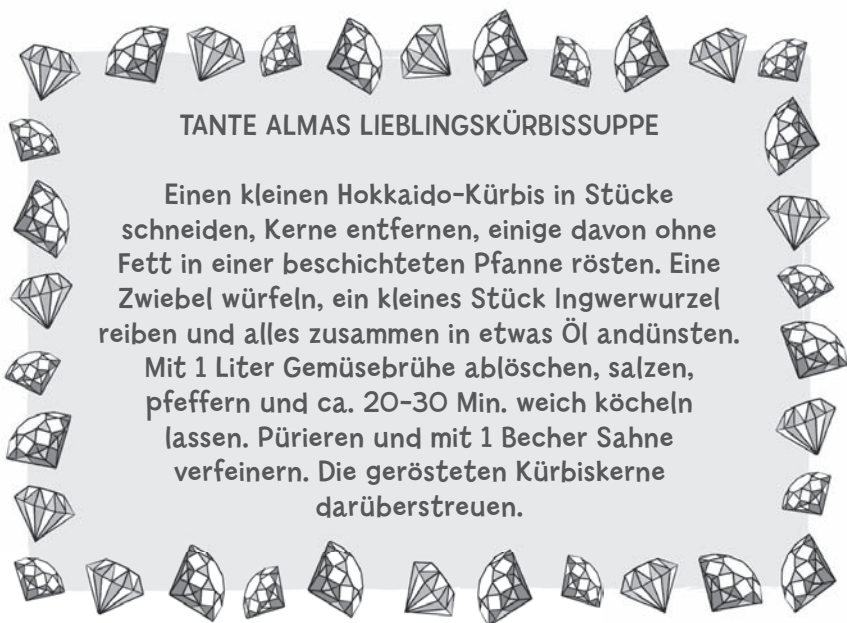 TANTE ALMAS LIEBLINGSKÜRBISSUPPE
Einen kleinen Hokkaido-Kürbis in Stücke
schneiden, Kerne entfernen, einige davon ohne
Fett in einer beschichteten Pfanne rösten. Eine
Zwiebel würfeln, ein kleines Stück Ingwerwurzel
reiben und alles zusammen in etwas Öl andünsten.
Mit 1 Liter Gemüsebrühe ablöschen, salzen,
pfeffern und ca. 20-30 Min. weich köcheln
lassen. Pürieren und mit 1 Becher Sahne
verfeinern. Die gerösteten Kürbiskerne
darüberstreuen.